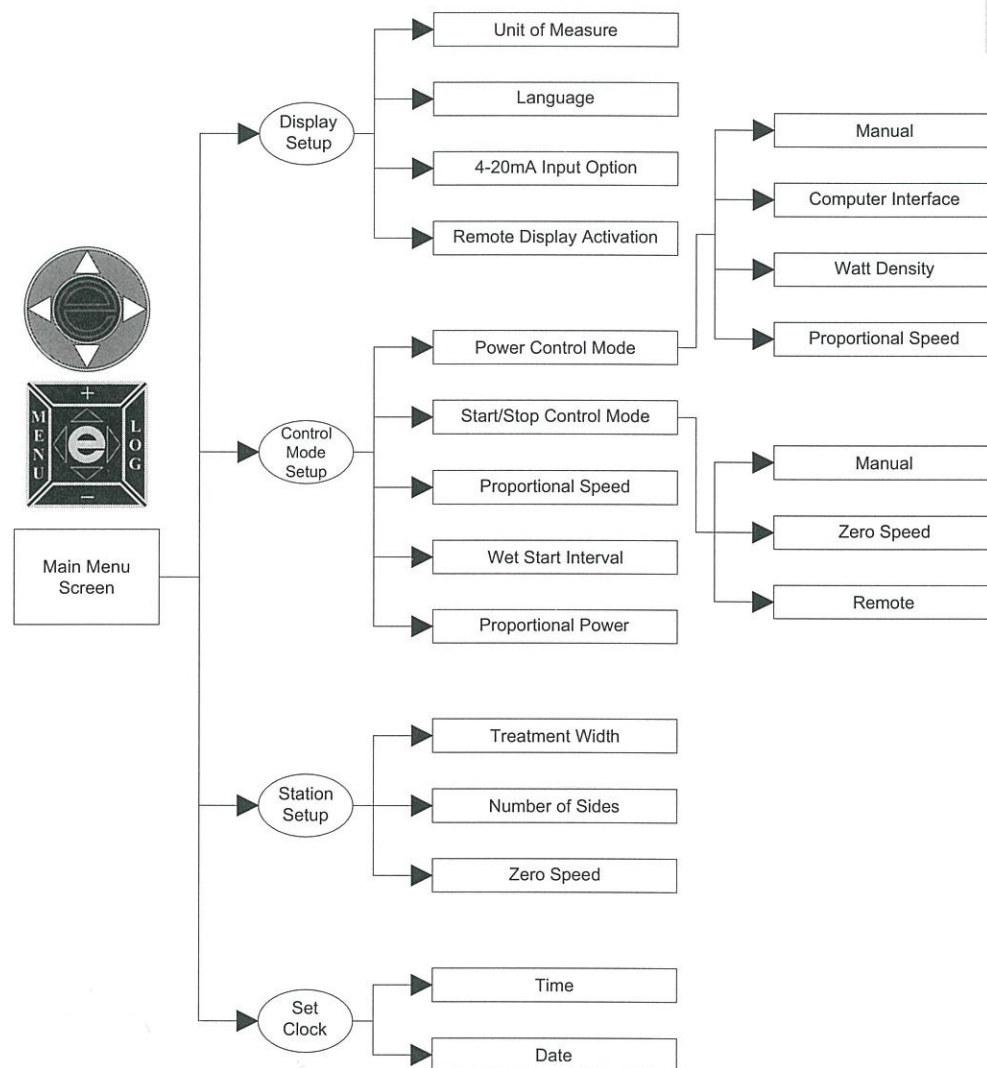 Unit of Measure
Language
4-20mA Input Option
Remote Display Activation
Display
Setup
Manual
Computer Interface
Watt Density
Proportional Speed
e
MENU
+
e
-
LOG
Main Menu
Screen
Control
Mode
Setup
Power Control Mode
Start/Stop Control Mode
Proportional Speed
Wet Start Interval
Proportional Power
Manual
Zero Speed
Remote
Station
Setup
Treatment Width
Number of Sides
Zero Speed
Set
Clock
Time
Date